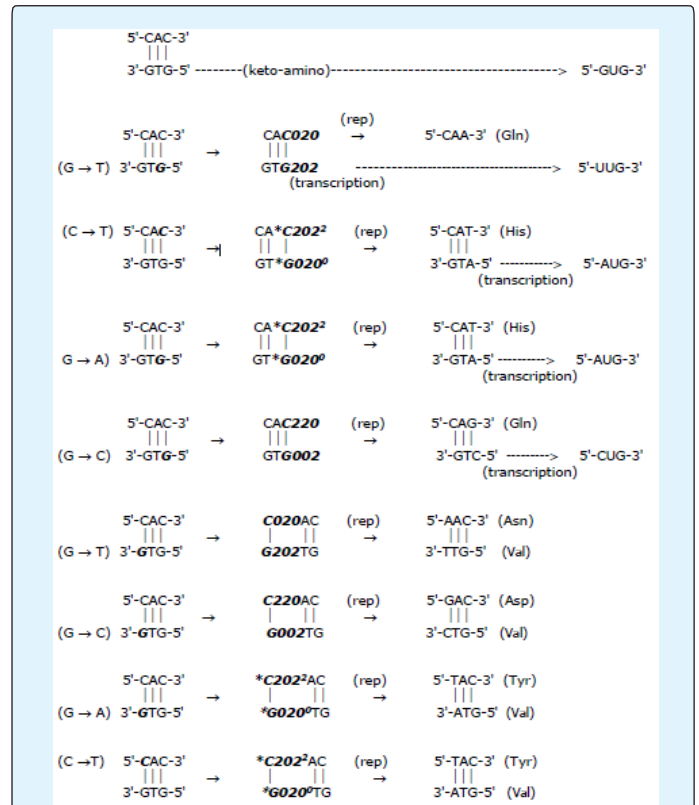 5'-CAC-3'
|||
3'-GTG-5' --------(keto-amino)-----------------------------------------> 5'-GUG-3'
(rep)
5'-CAC-3' CAC020 → 5'-CAA-3' (Gln)
||| → |||
(G → T) 3'-GTG-5' GTG202 -----------------------------------> 5'-UUG-3'
(transcription)
(C → T) 5'-CAC-3' CA*C202² (rep) 5'-CAT-3' (His)
||| → || | → |||
3'-GTG-5' GT*G020⁰ 3'-GTA-5' ----------> 5'-AUG-3'
(transcription)
5'-CAC-3' CA*C202² (rep) 5'-CAT-3' (His)
||| → || | → |||
G → A) 3'-GTG-5' GT*G020⁰ 3'-GTA-5' ---------> 5'-AUG-3'
(transcription)
5'-CAC-3' CAC220 (rep) 5'-CAG-3' (Gln)
||| → ||| → |||
(G → C) 3'-GTG-5' GTG002 3'-GTC-5' ---------> 5'-CUG-3'
(transcription)
5'-CAC-3' C020AC (rep) 5'-AAC-3' (Asn)
||| → | || → |||
(G → T) 3'-GTG-5' G202TG 3'-TTG-5' (Val)
5'-CAC-3' C220AC (rep) 5'-GAC-3' (Asp)
||| → | || → |||
(G → C) 3'-GTG-5' G002TG 3'-CTG-5' (Val)
5'-CAC-3' *C202²AC (rep) 5'-TAC-3' (Tyr)
||| → | || → |||
(G → A) 3'-GTG-5' *G020⁰TG 3'-ATG-5' (Val)
(C →T) 5'-CAC-3' *C202²AC (rep) 5'-TAC-3' (Tyr)
||| → | || → |||
3'-GTG-5' *G020⁰TG 3'-ATG-5' (Val)